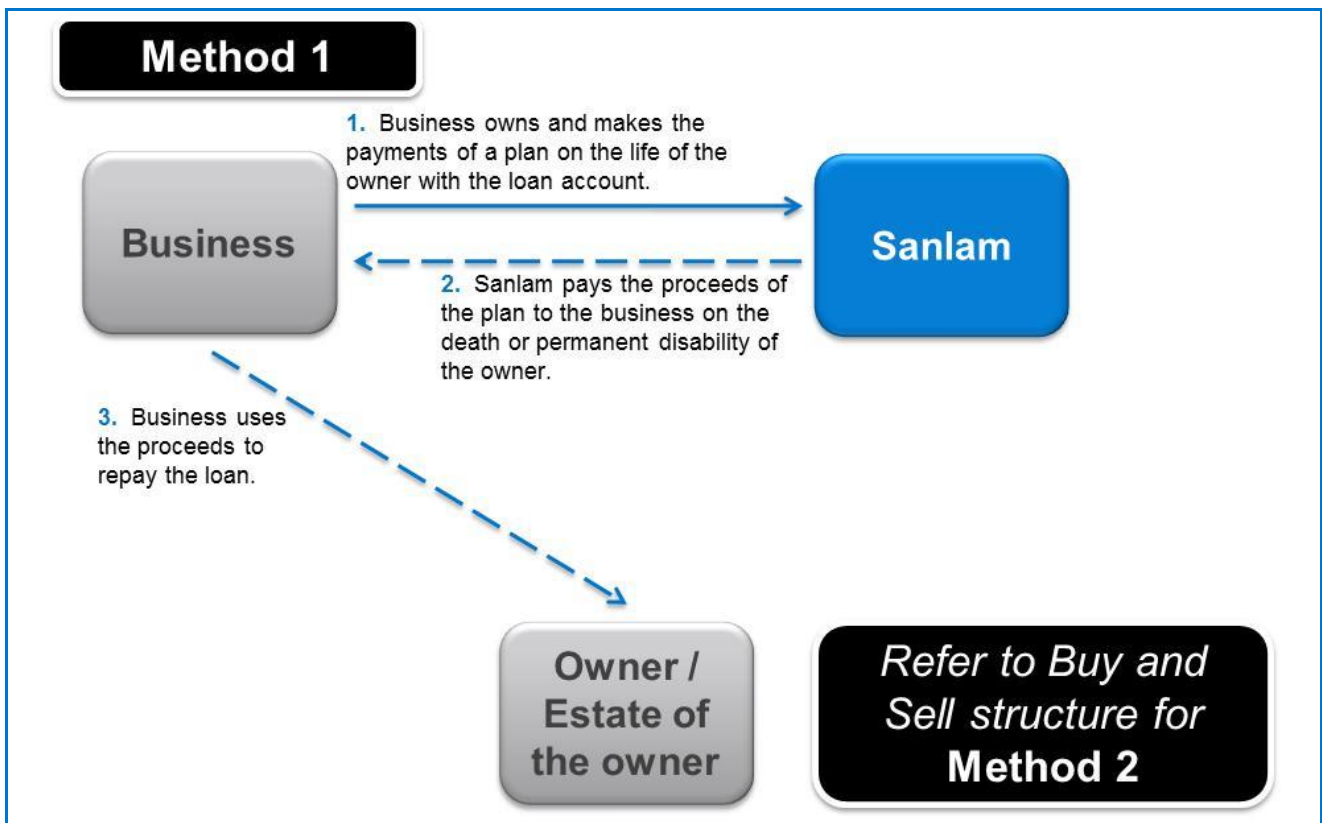 Method 1
1. Business owns and makes the
payments of a plan on the life of the
owner with the loan account.
Business
Sanlam
2. Sanlam pays the proceeds of
the plan to the business on the
death or permanent disability of
the owner.
3. Business uses
the proceeds to
repay the loan.
Owner /
Estate of
the owner
Refer to Buy and
Sell structure for
Method 2